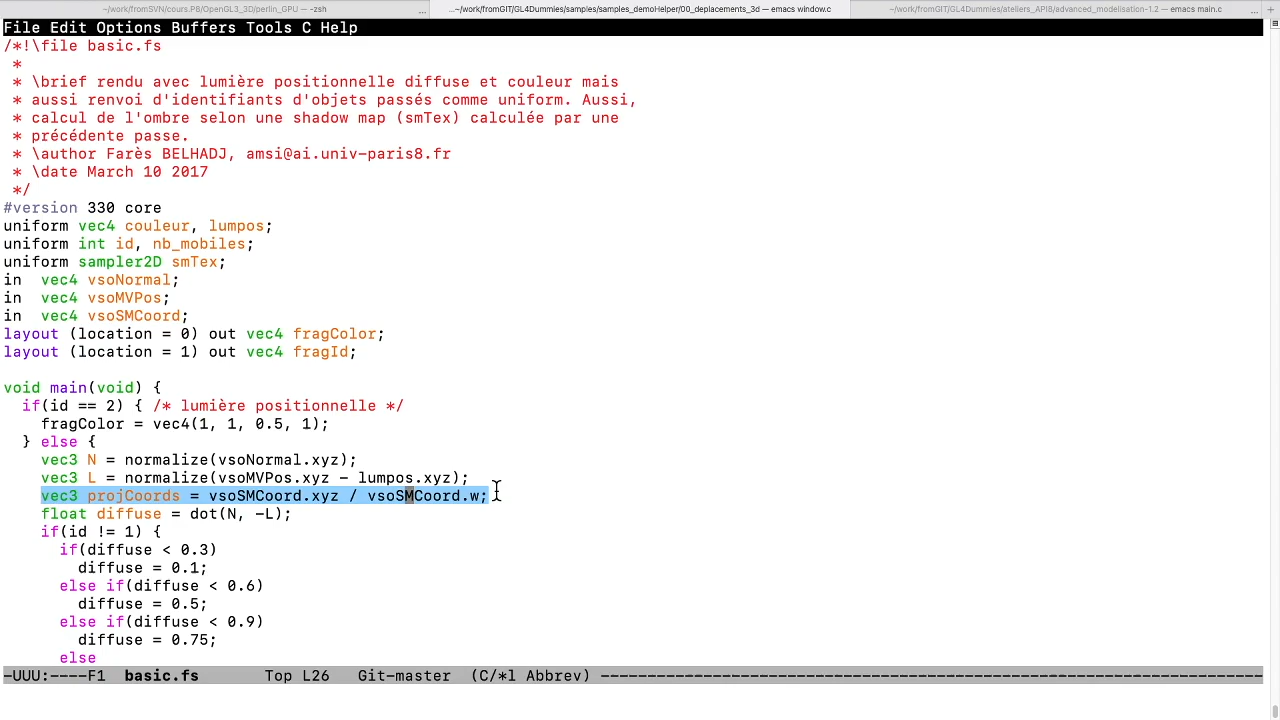 ~/work/fromSVN/cours.P8/OpenGL3_3D/perlin_GPU — -zsh ... ...~/work/fromGIT/GL4Dummies/samples/samples_demoHelper/00_deplacements_3d — emacs window.c ~/work/fromGIT/GL4Dummies/ateliers_API8/advanced_modelisation-1.2 — emacs main.c ... +
File Edit Options Buffers Tools C Help
/*!\file basic.fs
 *
 * \brief rendu avec lumière positionnelle diffuse et couleur mais
 * aussi renvoi d'identifiants d'objets passés comme uniform. Aussi,
 * calcul de l'ombre selon une shadow map (smTex) calculée par une
 * précédente passe.
 * \author Farès BELHADJ, amsi@ai.univ-paris8.fr
 * \date March 10 2017
 */
#version 330 core
uniform vec4 couleur, lumpos;
uniform int id, nb_mobiles;
uniform sampler2D smTex;
in  vec4 vsoNormal;
in  vec4 vsoMVPos;
in  vec4 vsoSMCoord;
layout (location = 0) out vec4 fragColor;
layout (location = 1) out vec4 fragId;

void main(void) {
  if(id == 2) { /* lumière positionnelle */
    fragColor = vec4(1, 1, 0.5, 1);
  } else {
    vec3 N = normalize(vsoNormal.xyz);
    vec3 L = normalize(vsoMVPos.xyz - lumpos.xyz);
    vec3 projCoords = vsoSMCoord.xyz / vsoSMCoord.w;
    float diffuse = dot(N, -L);
    if(id != 1) {
      if(diffuse < 0.3)
        diffuse = 0.1;
      else if(diffuse < 0.6)
        diffuse = 0.5;
      else if(diffuse < 0.9)
        diffuse = 0.75;
      else
-UUU:----F1  basic.fs       Top L26   Git-master  (C/*l Abbrev) ------------------------------------------------------------------------